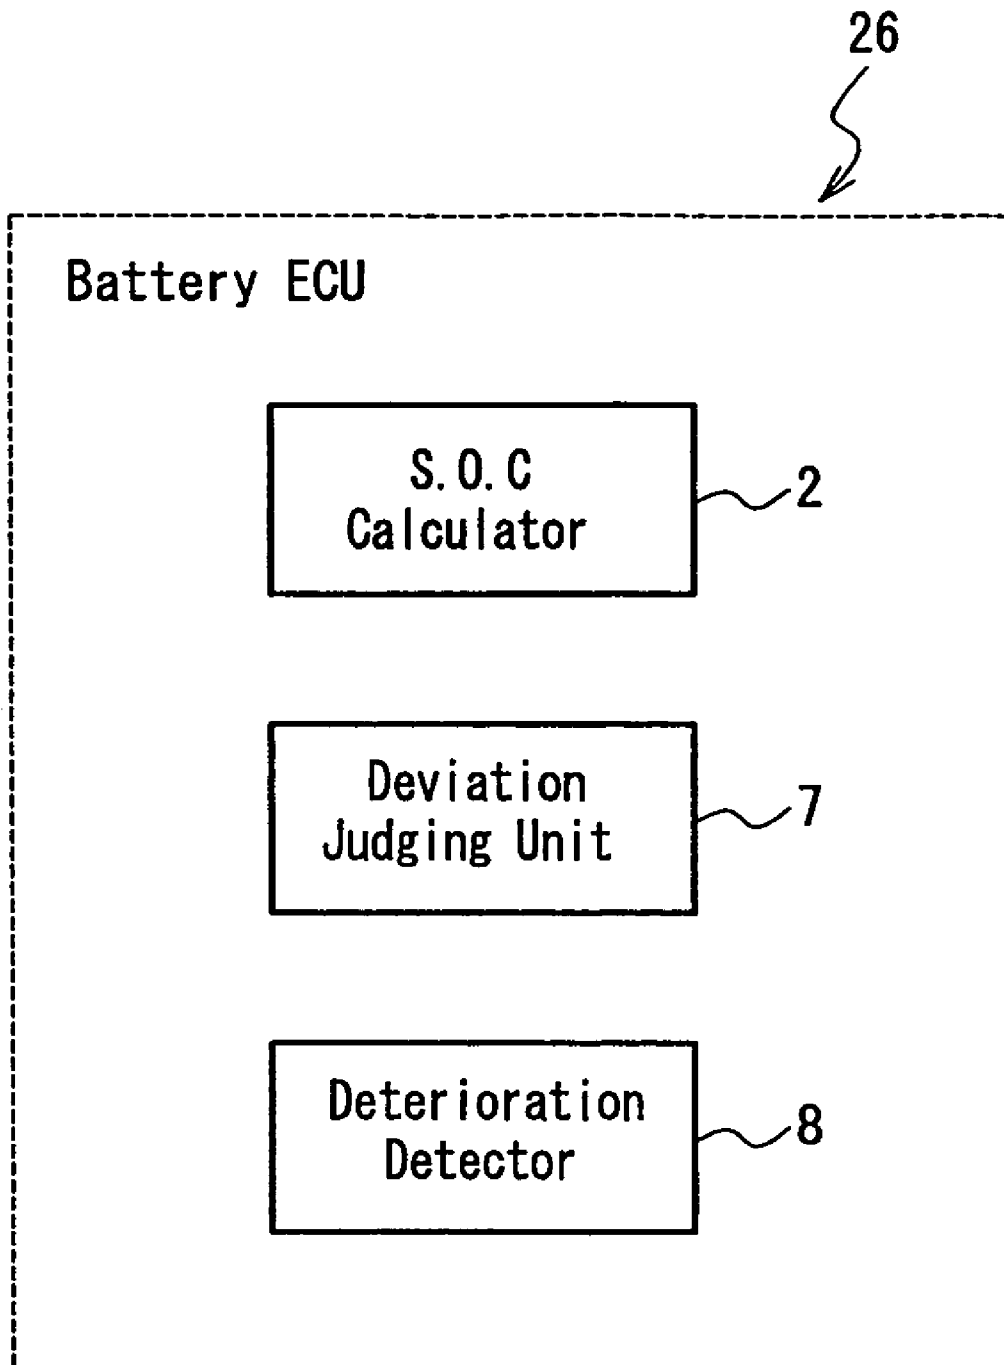 26
Battery ECU
S.O.C
Calculator
2
Deviation
Judging Unit
7
Deterioration
Detector
8